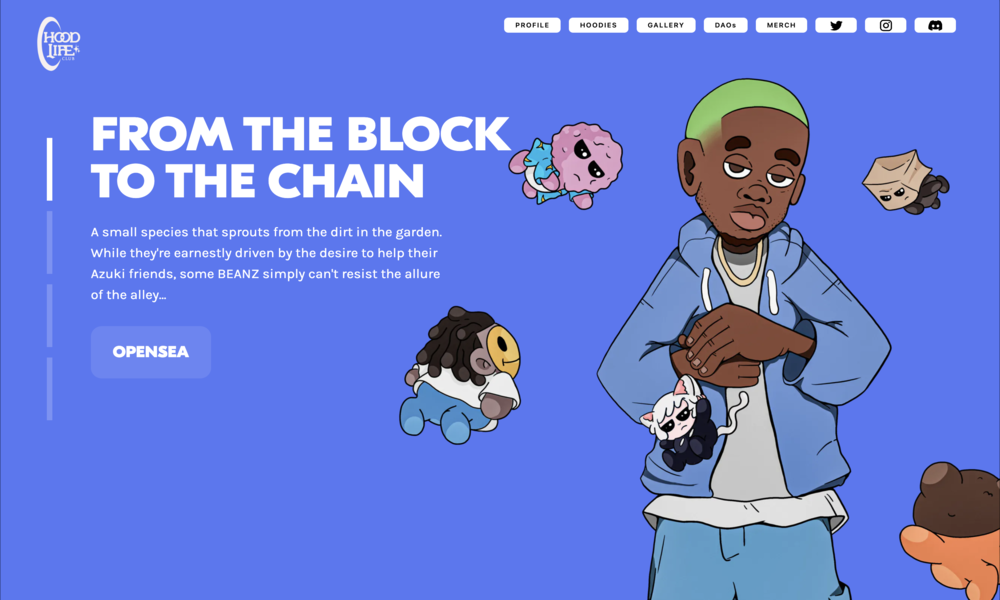 HOOD
LIFE
CLUB
PROFILE
HOODIES
GALLERY
DAOs
MERCH
FROM THE BLOCK
TO THE CHAIN
A small species that sprouts from the dirt in the garden.
While they're earnestly driven by the desire to help their
Azuki friends, some BEANZ simply can't resist the allure
of the alley...
OPENSEA